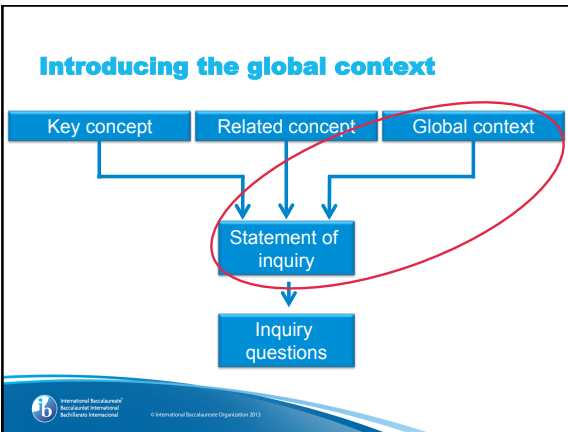 Introducing the global context
Key concept
Related concept
Global context
Statement of
inquiry
Inquiry
questions
International Baccalaureate®
Baccalauréat International
Bachillerato Internacional
© International Baccalaureate Organization 2013